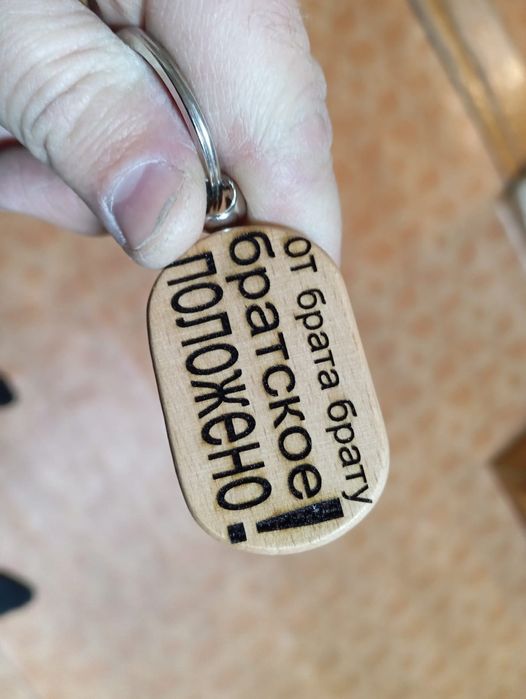 от брата брату
братское
положено!